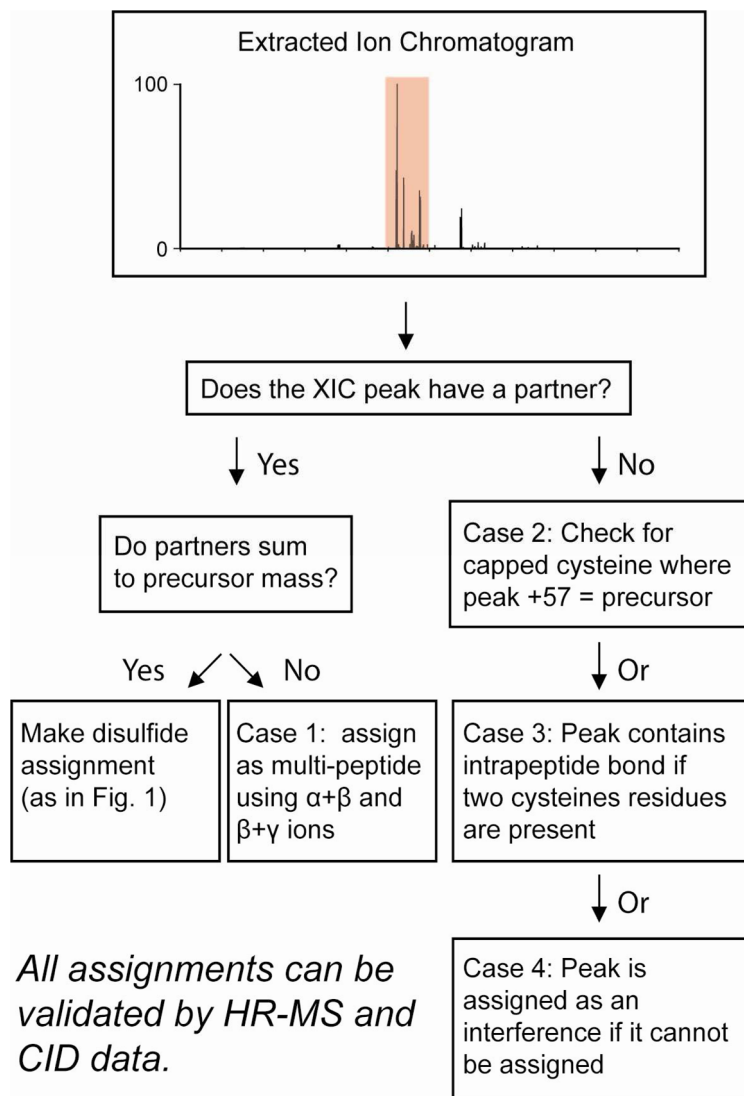 Extracted Ion Chromatogram
100
0
Does the XIC peak have a partner?
Yes
No
Do partners sum
to precursor mass?
Case 2: Check for
capped cysteine where
peak +57 = precursor
Yes
No
Or
Make disulfide
assignment
(as in Fig. 1)
Case 1:  assign
as multi-peptide
using α+β and
β+γ ions
Case 3: Peak contains
intrapeptide bond if
two cysteines residues
are present
Or
All assignments can be
validated by HR-MS and
CID data.
Case 4: Peak is
assigned as an
interference if it cannot
be assigned